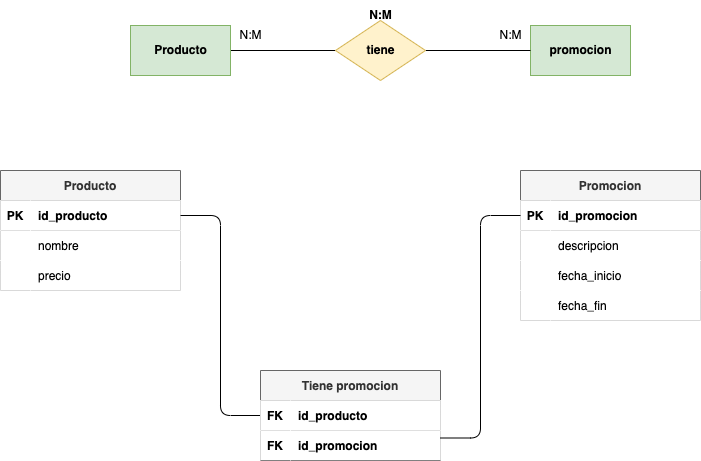 N:M
N:M
N:M
Producto
tiene
promocion
Producto
PK id_producto
nombre
precio
Promocion
PK id_promocion
descripcion
fecha_inicio
fecha_fin
Tiene promocion
FK id_producto
FK id_promocion